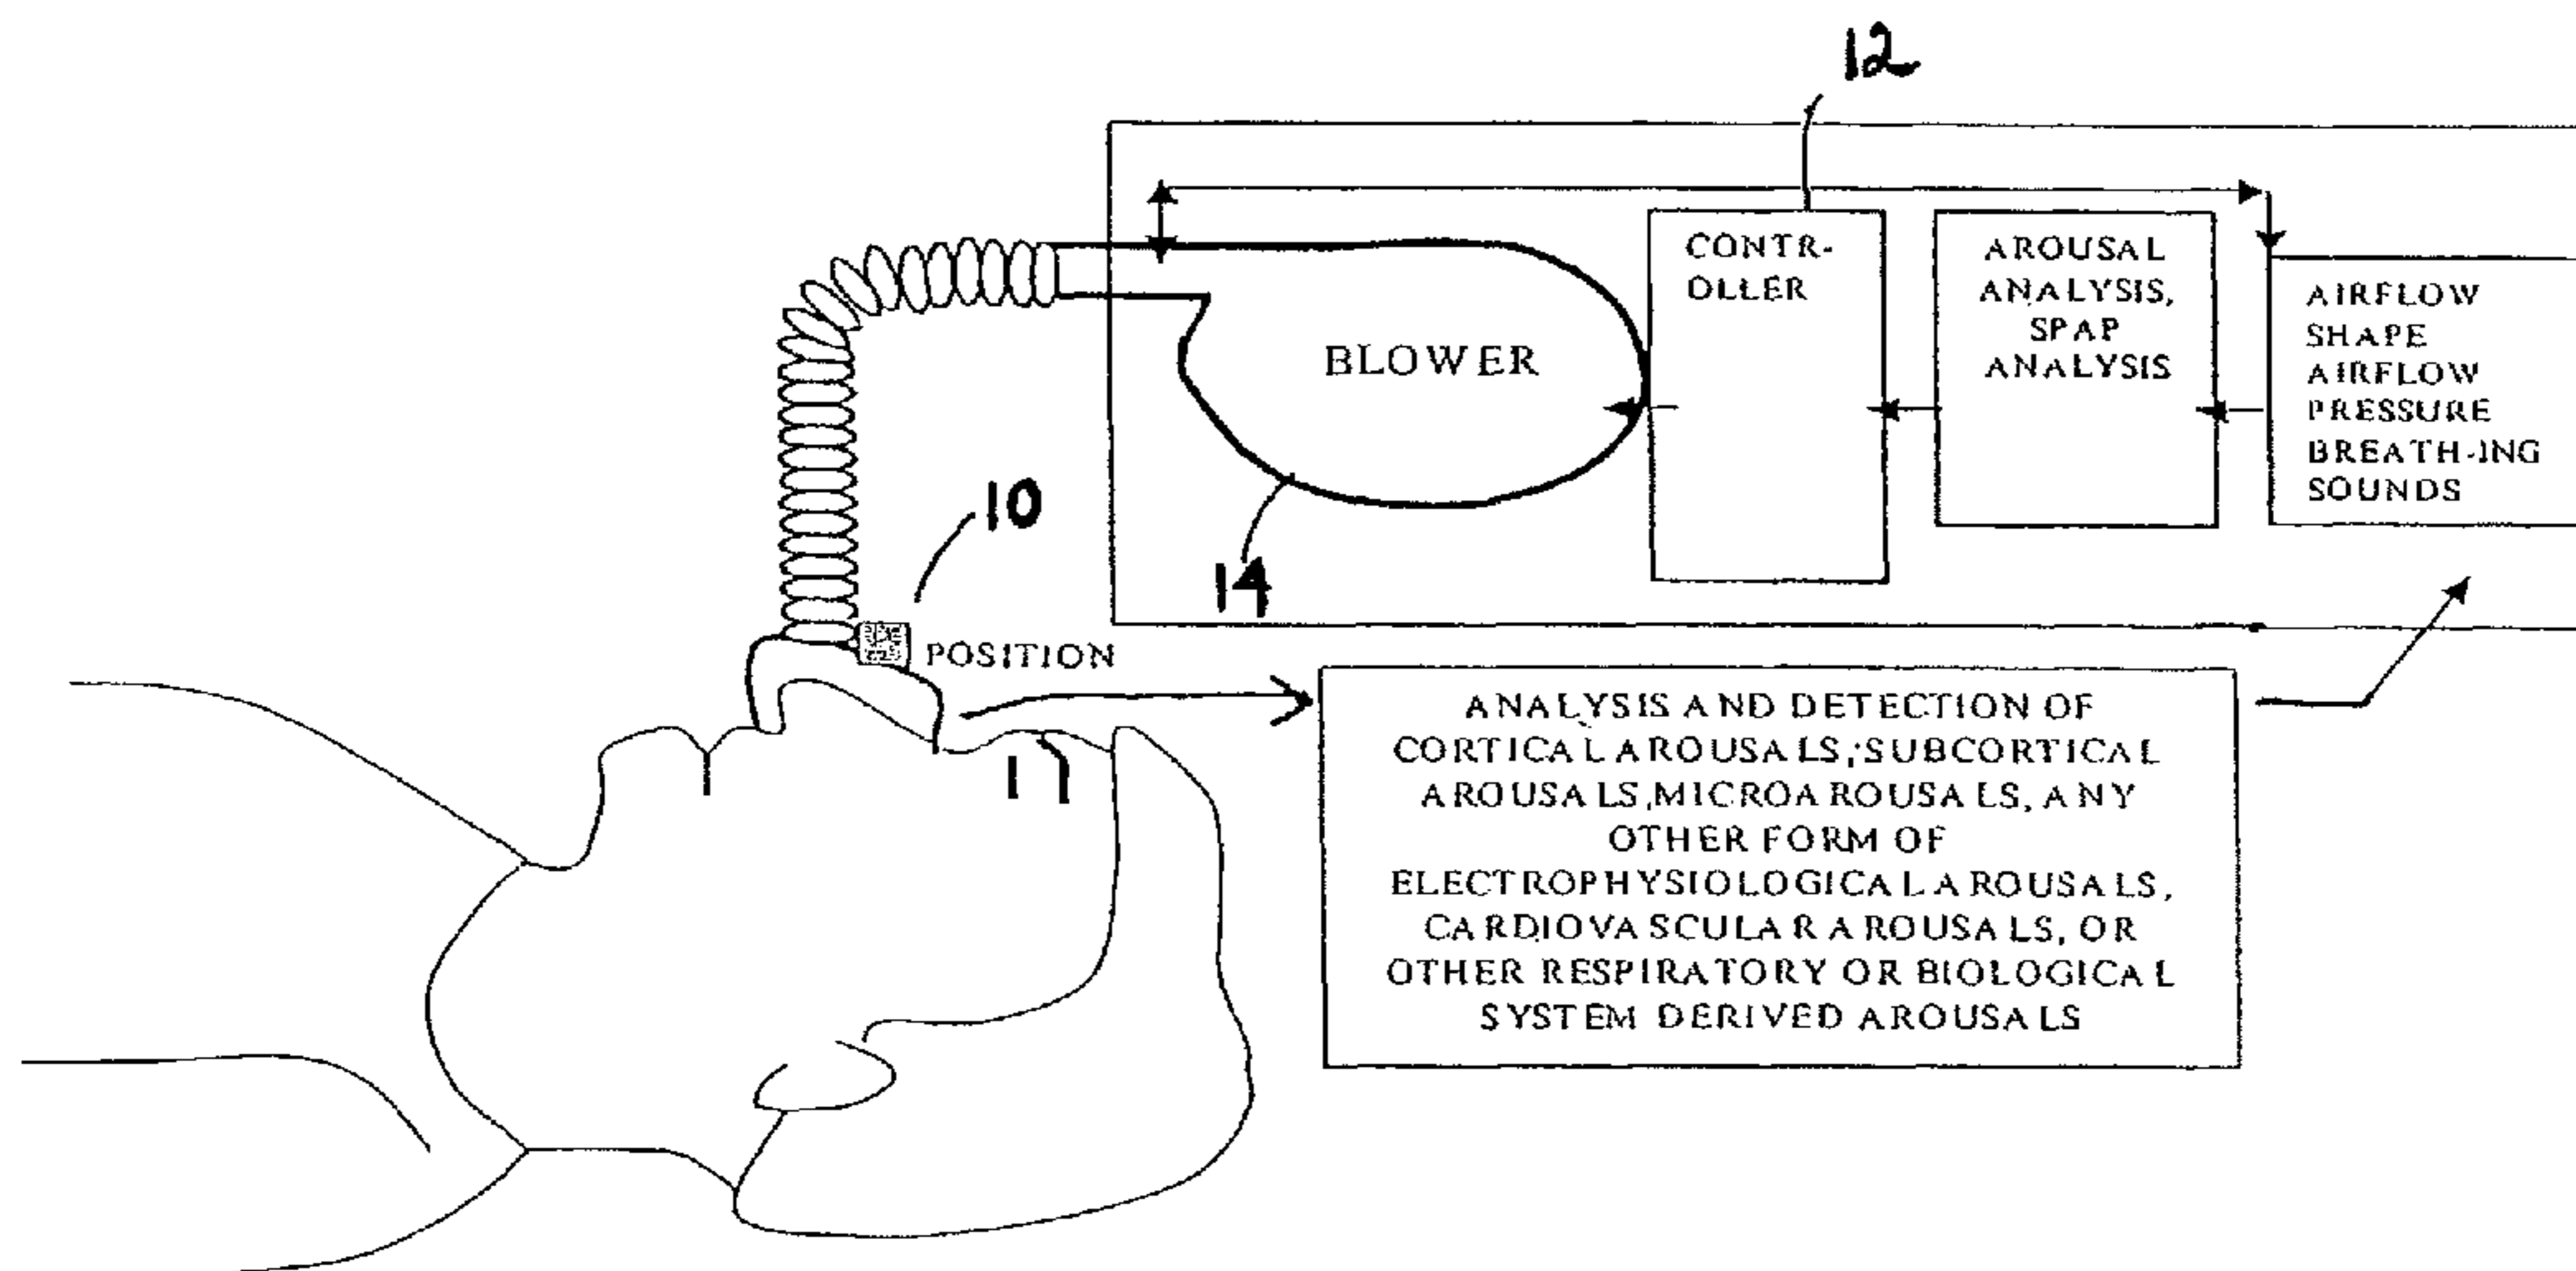 12
CONTR-
OLLER
AROUSAL
ANALYSIS,
SPAP
ANALYSIS
AIRFLOW
SHAPE
AIRFLOW
PRESSURE
BREATH-ING
SOUNDS
BLOWER
10
14
POSITION
17
ANALYSIS AND DETECTION OF
CORTICAL AROUSALS, SUBCORTICAL
AROUSALS, MICROAROUSALS, ANY
OTHER FORM OF
ELECTROPHYSIOLOGICAL AROUSALS,
CARDIOVASCULAR AROUSALS, OR
OTHER RESPIRATORY OR BIOLOGICAL
SYSTEM DERIVED AROUSALS